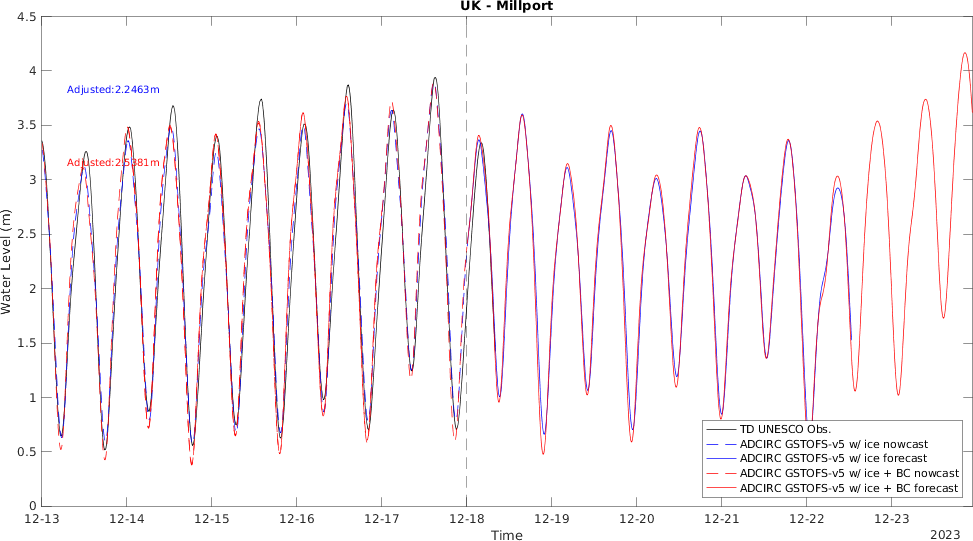 UK - Millport
4.5
4
3.5
3
2.5
2
1.5
1
0.5
0
Water Level (m)
Adjusted:2.2463m
Adjusted:2.5381m
TD UNESCO Obs.
ADCIRC GSTOFS-v5 w/ ice nowcast
ADCIRC GSTOFS-v5 w/ ice forecast
ADCIRC GSTOFS-v5 w/ ice + BC nowcast
ADCIRC GSTOFS-v5 w/ ice + BC forecast
12-13 12-14 12-15 12-16 12-17 12-18 12-19 12-20 12-21 12-22 12-23
Time
2023